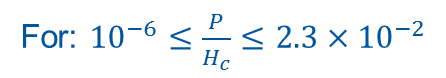 For: 10⁻⁶ ≤ P/H_c ≤ 2.3 × 10⁻²